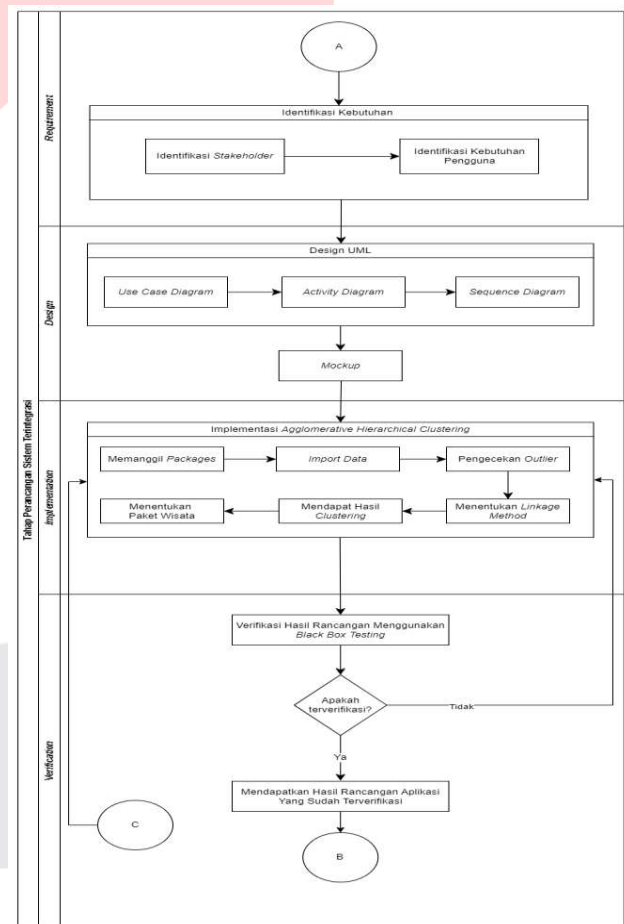 Tahap Perancangan Sistem Terintegrasi
Requirement
A
Identifikasi Kebutuhan
Identifikasi Stakeholder
Identifikasi Kebutuhan
Pengguna
Design
Design UML
Use Case Diagram
Activity Diagram
Sequence Diagram
Mockup
Implementation
Implementasi Agglomerative Hierarchical Clustering
Memanggil Packages
Import Data
Pengecekan Outlier
Menentukan
Paket Wisata
Mendapat Hasil
Clustering
Menentukan Linkage
Method
Verification
Verifikasi Hasil Rancangan Menggunakan
Black Box Testing
Apakah
terverifikasi?
Tidak
Ya
Mendapatkan Hasil Rancangan Aplikasi
Yang Sudah Terverifikasi
C
B